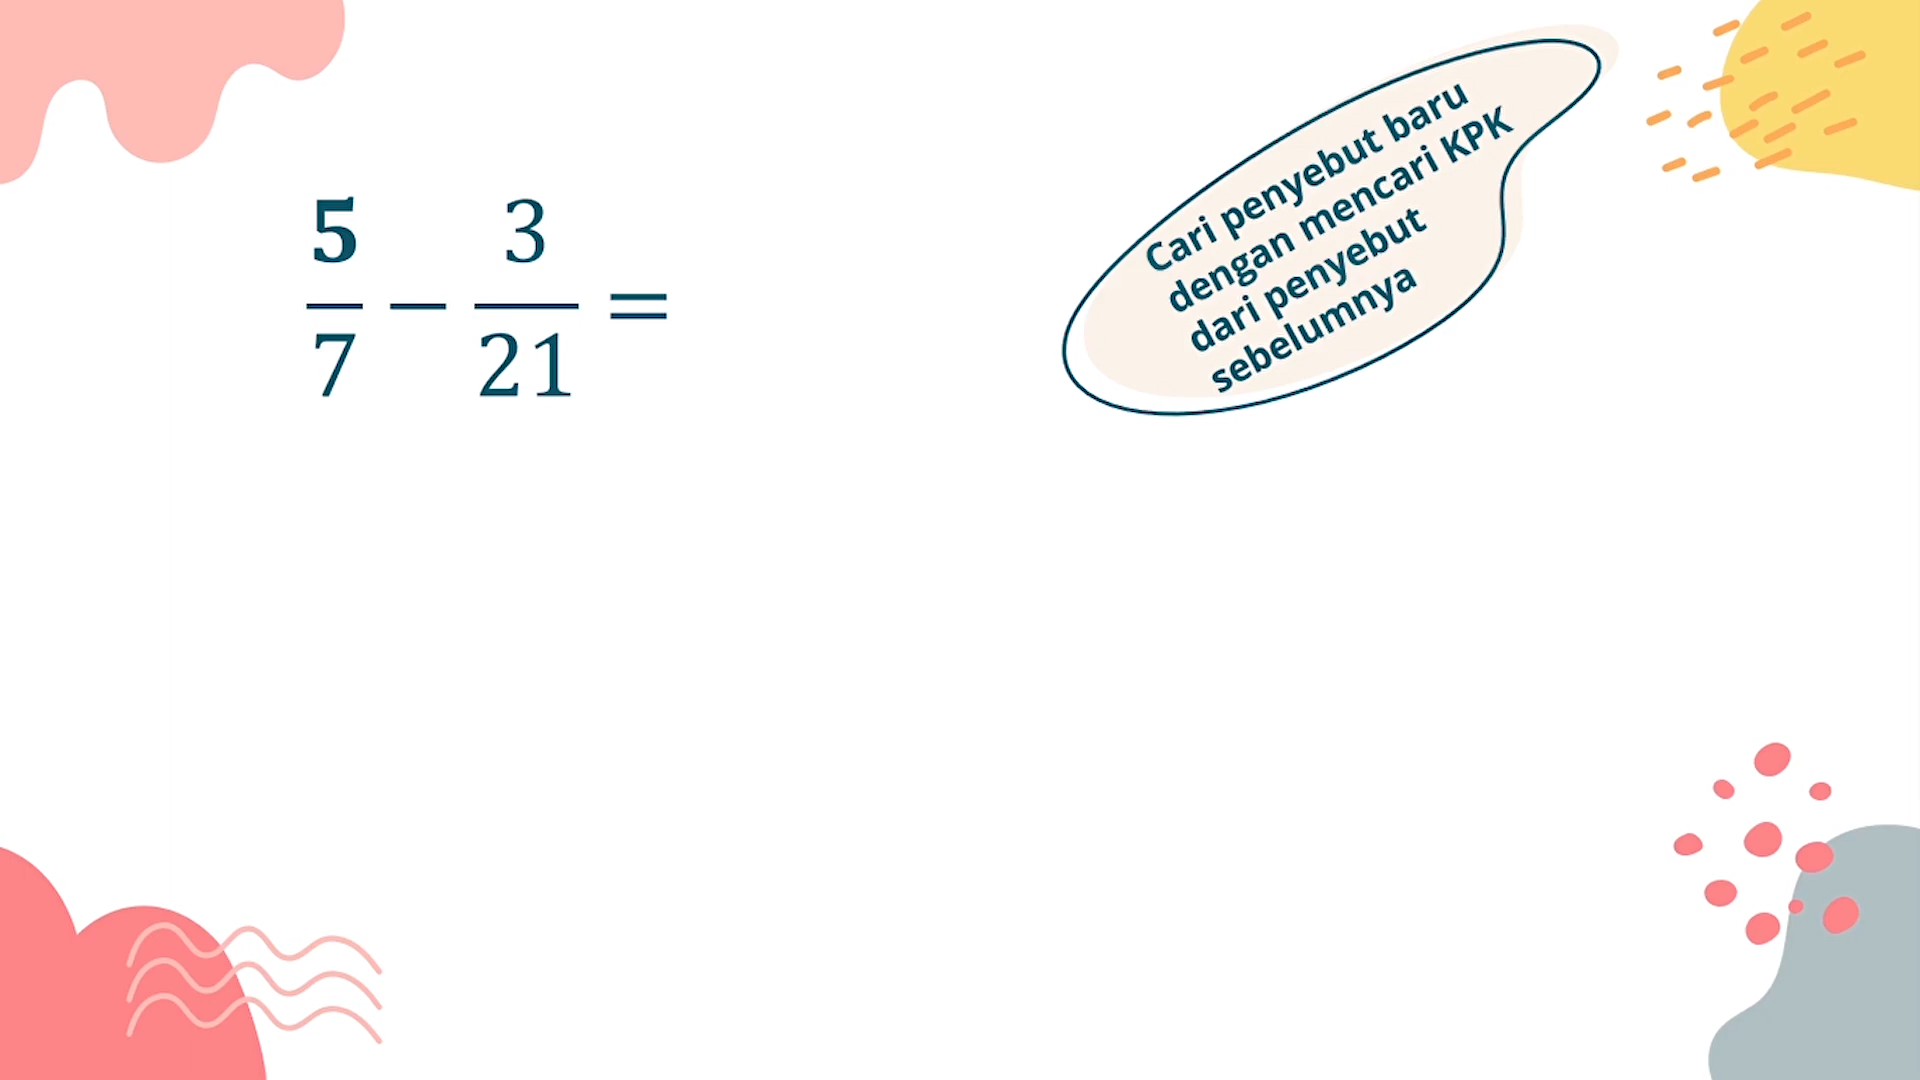 5/7 − 3/21 =
Cari penyebut baru
dengan mencari KPK
dari penyebut
sebelumnya